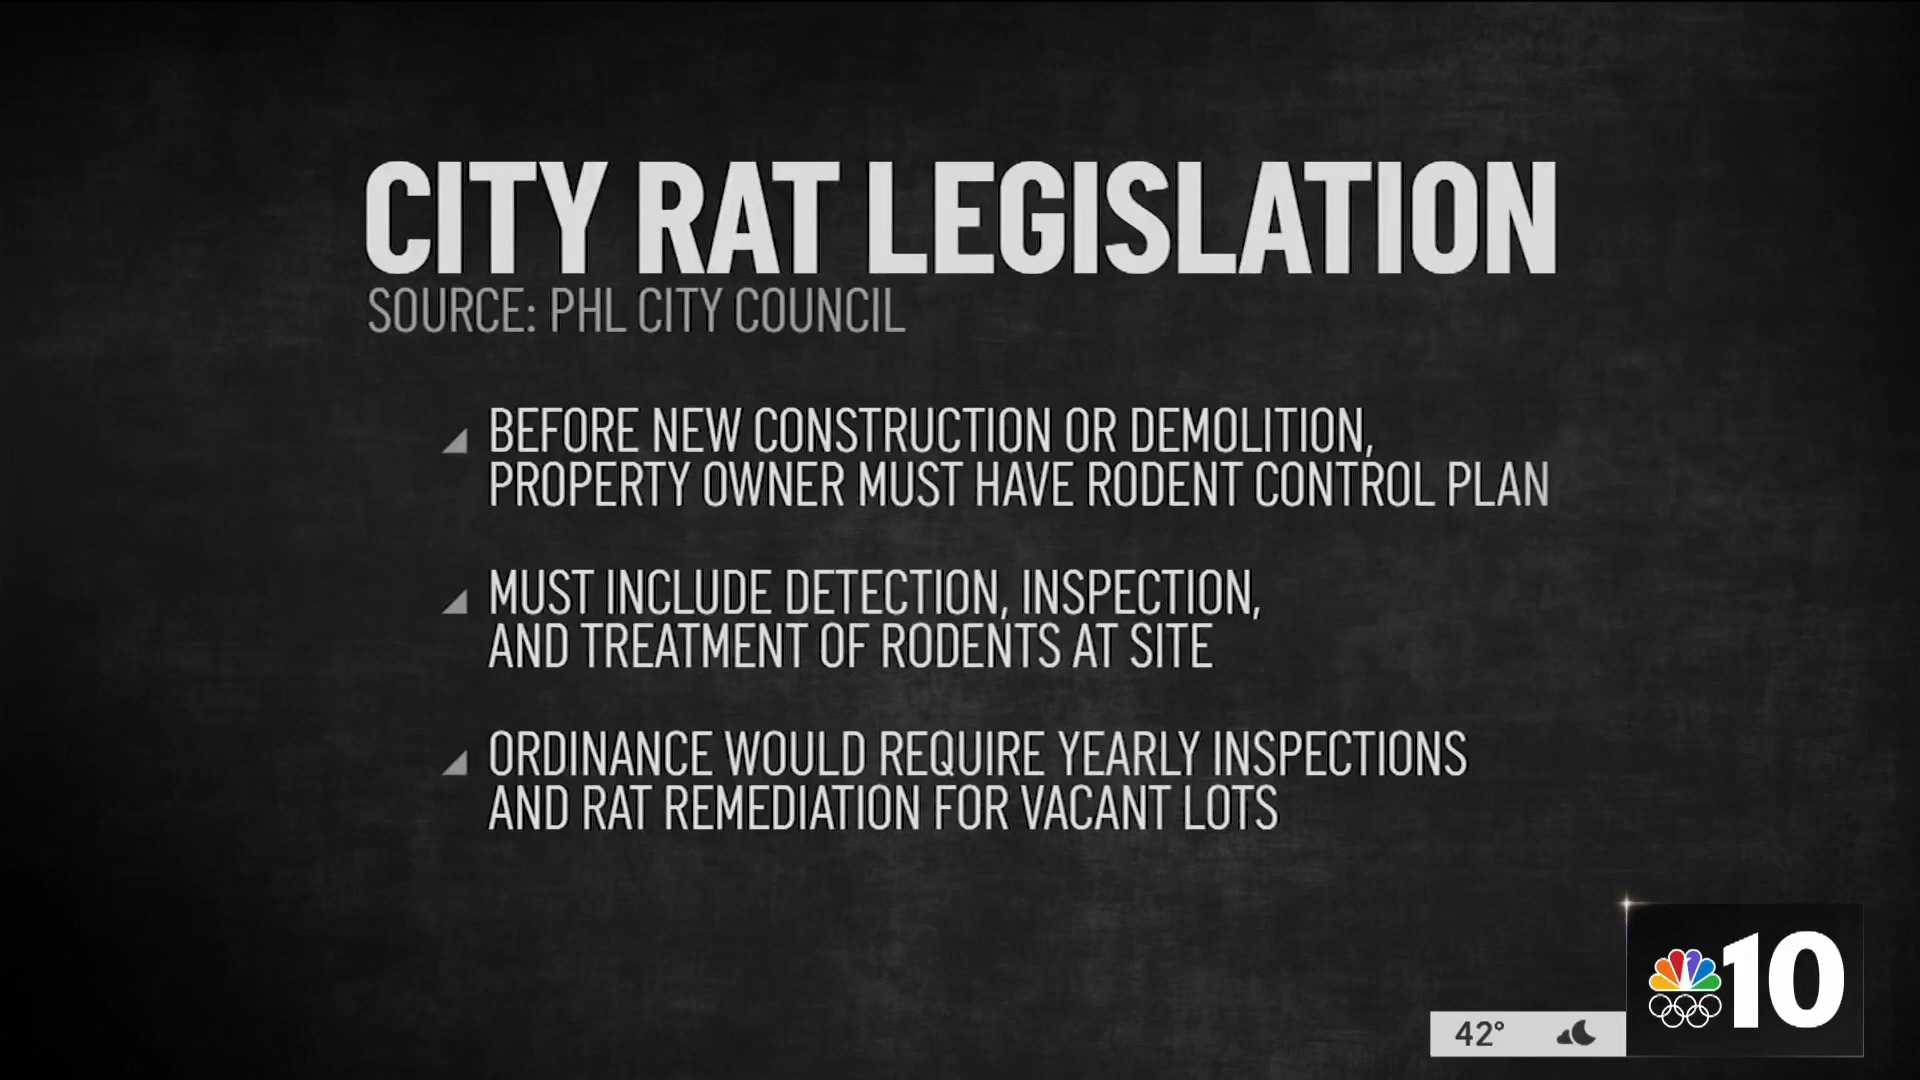 CITY RAT LEGISLATION
SOURCE: PHL CITY COUNCIL
BEFORE NEW CONSTRUCTION OR DEMOLITION,
PROPERTY OWNER MUST HAVE RODENT CONTROL PLAN
MUST INCLUDE DETECTION, INSPECTION,
AND TREATMENT OF RODENTS AT SITE
ORDINANCE WOULD REQUIRE YEARLY INSPECTIONS
AND RAT REMEDIATION FOR VACANT LOTS
10
42°